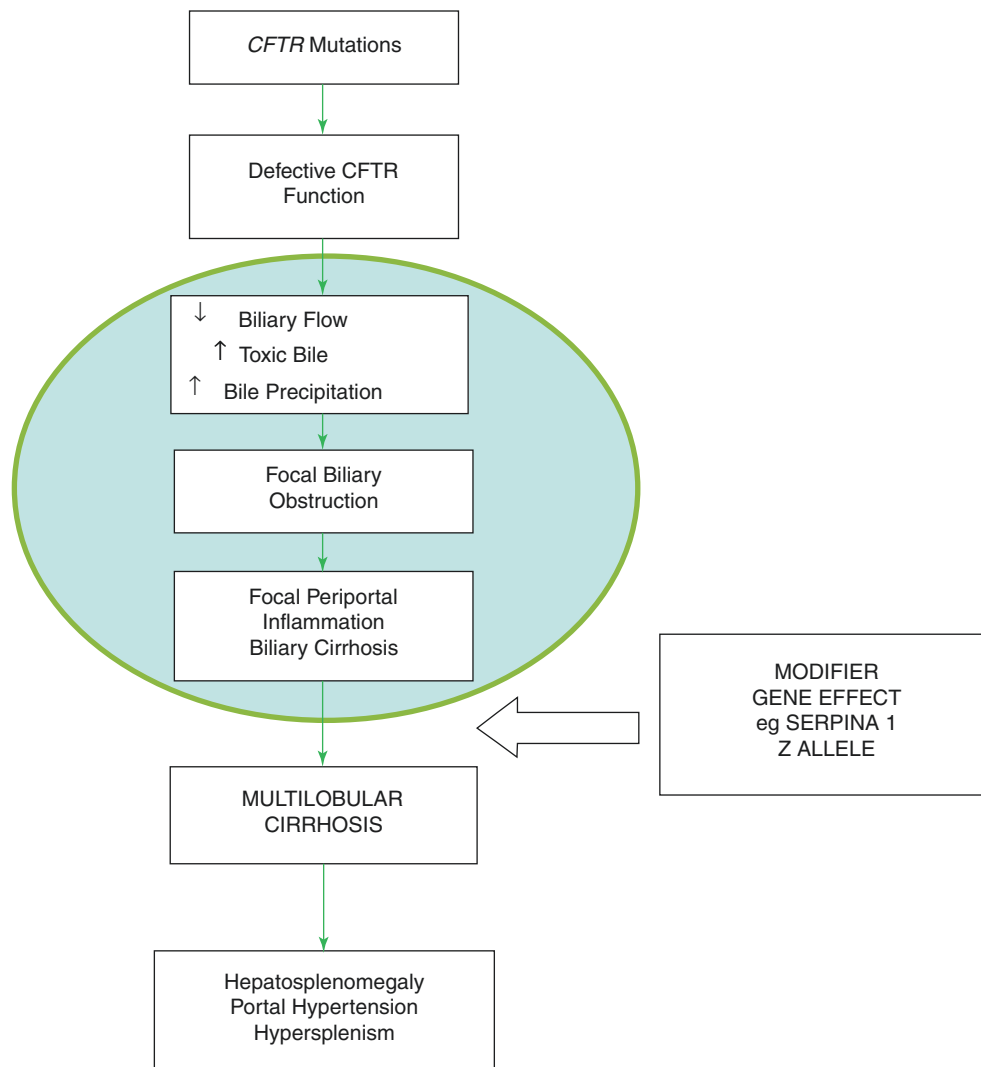 CFTR Mutations
Defective CFTR
Function
↓ Biliary Flow
↑ Toxic Bile
↑ Bile Precipitation
Focal Biliary
Obstruction
Focal Periportal
Inflammation
Biliary Cirrhosis
MODIFIER
GENE EFFECT
eg SERPINA 1
Z ALLELE
MULTILOBULAR
CIRRHOSIS
Hepatosplenomegaly
Portal Hypertension
Hypersplenism